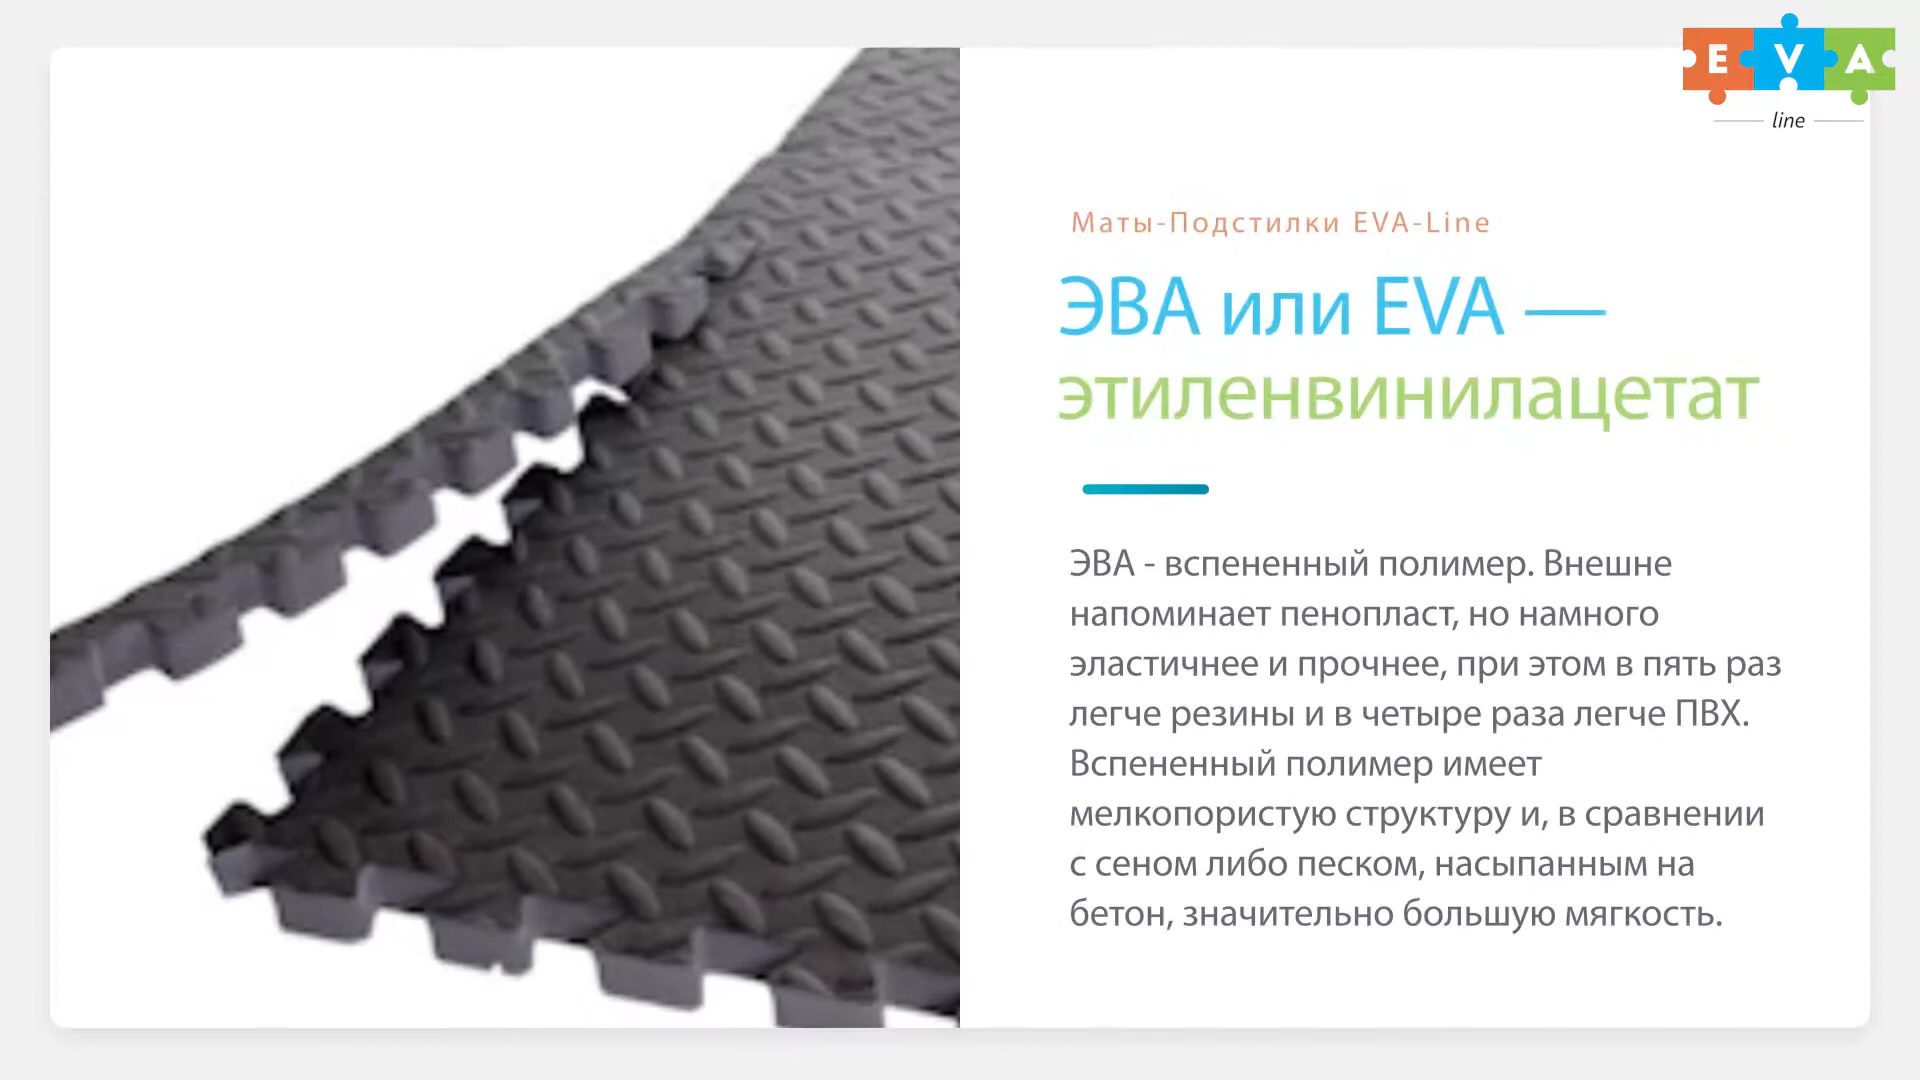 EVA
line
Маты-Подстилки EVA-Line
ЭВА или EVA —
этиленвинилацетат
ЭВА - вспененный полимер. Внешне
напоминает пенопласт, но намного
эластичнее и прочнее, при этом в пять раз
легче резины и в четыре раза легче ПВХ.
Вспененный полимер имеет
мелкопористую структуру и, в сравнении
с сеном либо песком, насыпанным на
бетон, значительно большую мягкость.